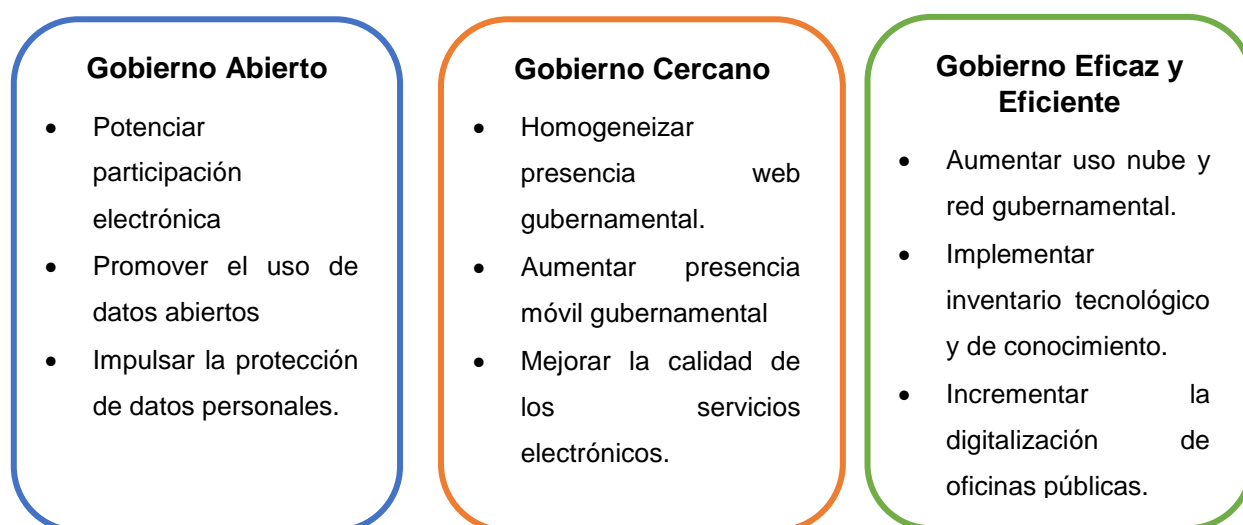 Gobierno Abierto
• Potenciar
participación
electrónica
• Promover el uso de
datos abiertos
• Impulsar la protección
de datos personales.
Gobierno Cercano
• Homogeneizar
presencia web
gubernamental.
• Aumentar presencia
móvil gubernamental
• Mejorar la calidad de
los servicios
electrónicos.
Gobierno Eficaz y
Eficiente
• Aumentar uso nube y
red gubernamental.
• Implementar
inventario tecnológico
y de conocimiento.
• Incrementar la
digitalización de
oficinas públicas.